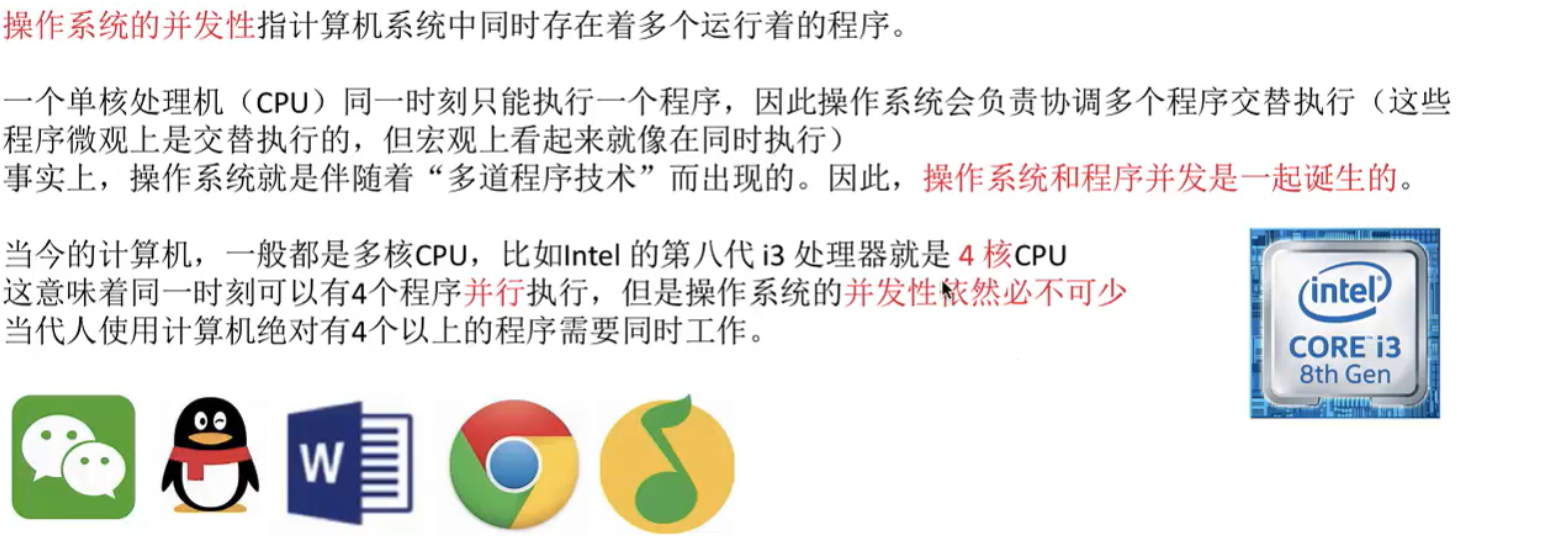 操作系统的并发性指计算机系统中同时存在着多个运行着的程序。
一个单核处理机（CPU）同一时刻只能执行一个程序，因此操作系统会负责协调多个程序交替执行（这些
程序微观上是交替执行的，但宏观上看起来就像在同时执行）
事实上，操作系统就是伴随着“多道程序技术”而出现的。因此，操作系统和程序并发是一起诞生的。
当今的计算机，一般都是多核CPU，比如Intel 的第八代 i3 处理器就是 4 核CPU
这意味着同一时刻可以有4个程序并行执行，但是操作系统的并发性依然必不可少
当代人使用计算机绝对有4个以上的程序需要同时工作。
intel
CORE™ i3
8th Gen
W